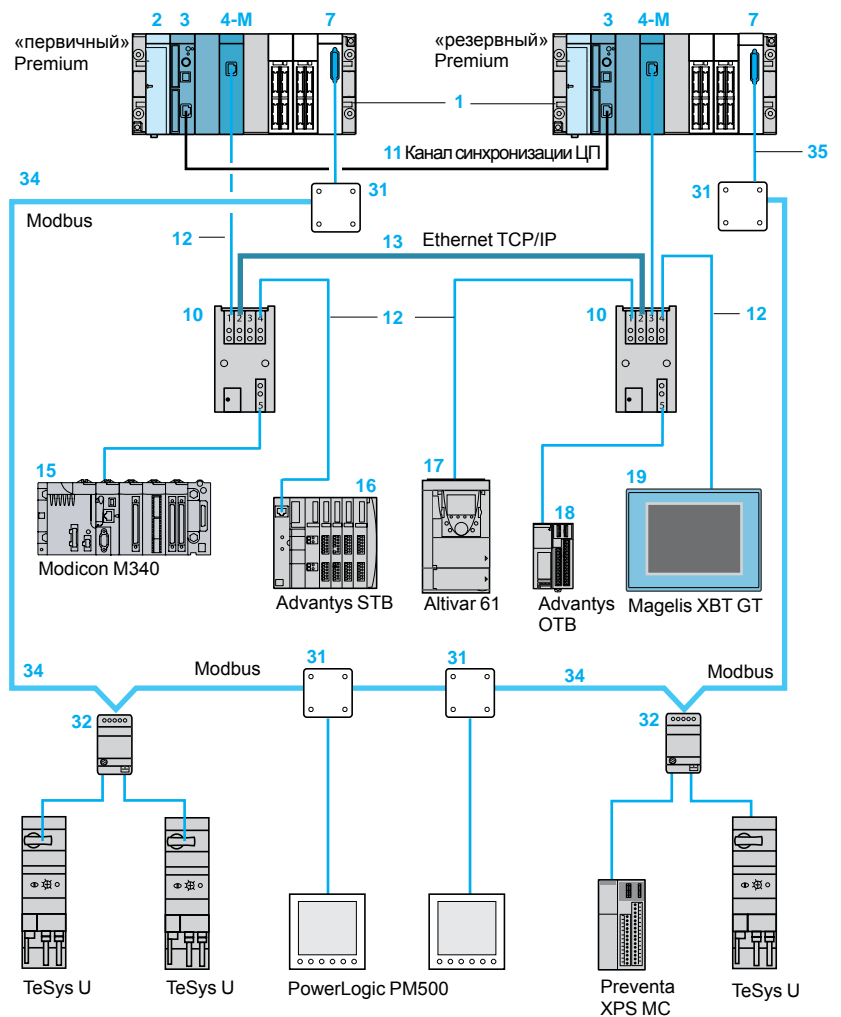 2 3 4-M 7
3 4-M 7
«первичный»
Premium
«резервный»
Premium
1
11 Канал синхронизации ЦП
35
34
31
31
Modbus
12
13
Ethernet TCP/IP
10
1 2 3 4
12
10
1 2 3 4
12
5
5
15
16
17
18
19
Modicon M340
Advantys STB
Altivar 61
Advantys
OTB
Magelis XBT GT
34
Modbus
31
31
34
Modbus
32
32
TeSys U
TeSys U
PowerLogic PM500
Preventa
XPS MC
TeSys U